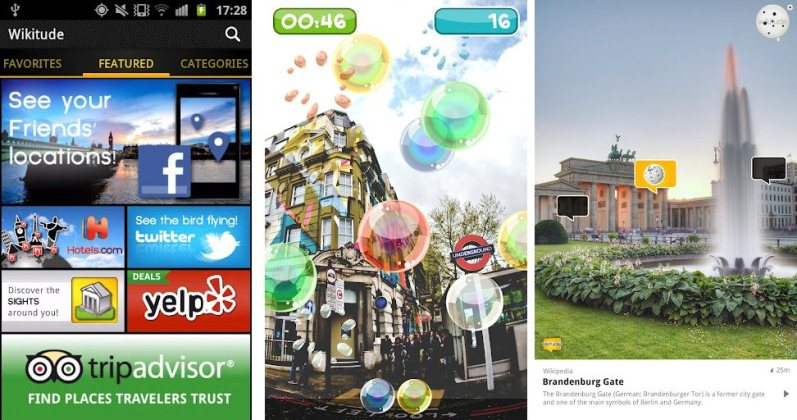 17:28
Wikitude
FAVORITES
FEATURED
CATEGORIES
See your
Friends'
locations!
f
H
Hotels.com
See the bird flying!
twitter
Discover the
SIGHTS
around you!
DEALS
yelp
tripadvisor®
FIND PLACES TRAVELERS TRUST
00:46
16
UNDERGROUND
LOOK
wikitude
wikitude
Wikipedia
25m
Brandenburg Gate
The Brandenburg Gate (German: Brandenburger Tor) is a former city gate
and one of the main symbols of Berlin and Germany.